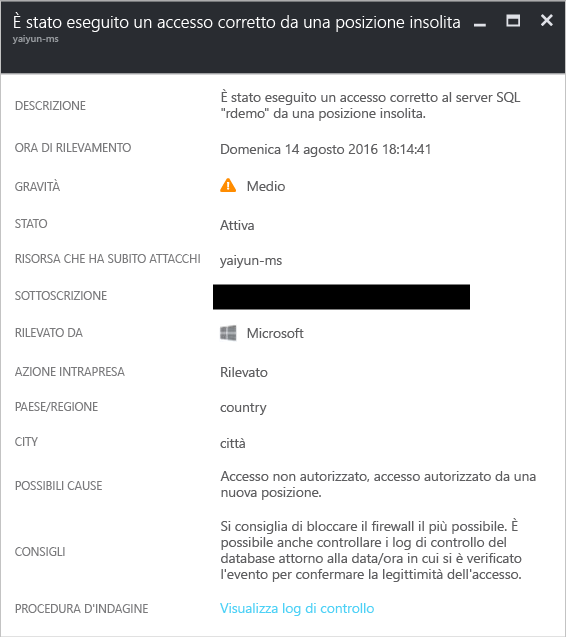 È stato eseguito un accesso corretto da una posizione insolita
yaiyun-ms
DESCRIZIONE
È stato eseguito un accesso corretto al server SQL
"rdemo" da una posizione insolita.
ORA DI RILEVAMENTO
Domenica 14 agosto 2016 18:14:41
GRAVITÀ
Medio
STATO
Attiva
RISORSA CHE HA SUBITO ATTACCHI
yaiyun-ms
SOTTOSCRIZIONE
RILEVATO DA
Microsoft
AZIONE INTRAPRESA
Rilevato
PAESE/REGIONE
country
CITY
città
POSSIBILI CAUSE
Accesso non autorizzato, accesso autorizzato da una
nuova posizione.
CONSIGLI
Si consiglia di bloccare il firewall il più possibile. È
possibile anche controllare i log di controllo del
database attorno alla data/ora in cui si è verificato
l'evento per confermare la legittimità dell'accesso.
PROCEDURA D'INDAGINE
Visualizza log di controllo